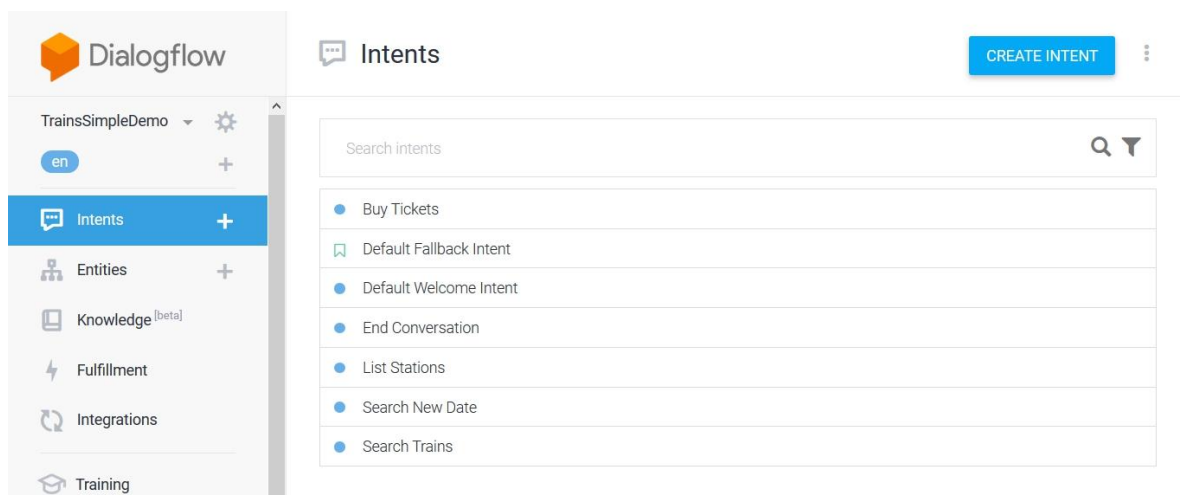 Dialogflow
Intents
CREATE INTENT
TrainsSimpleDemo
en
Search intents
Intents
Entities
Knowledge [beta]
Fulfillment
Integrations
Training
Buy Tickets
Default Fallback Intent
Default Welcome Intent
End Conversation
List Stations
Search New Date
Search Trains